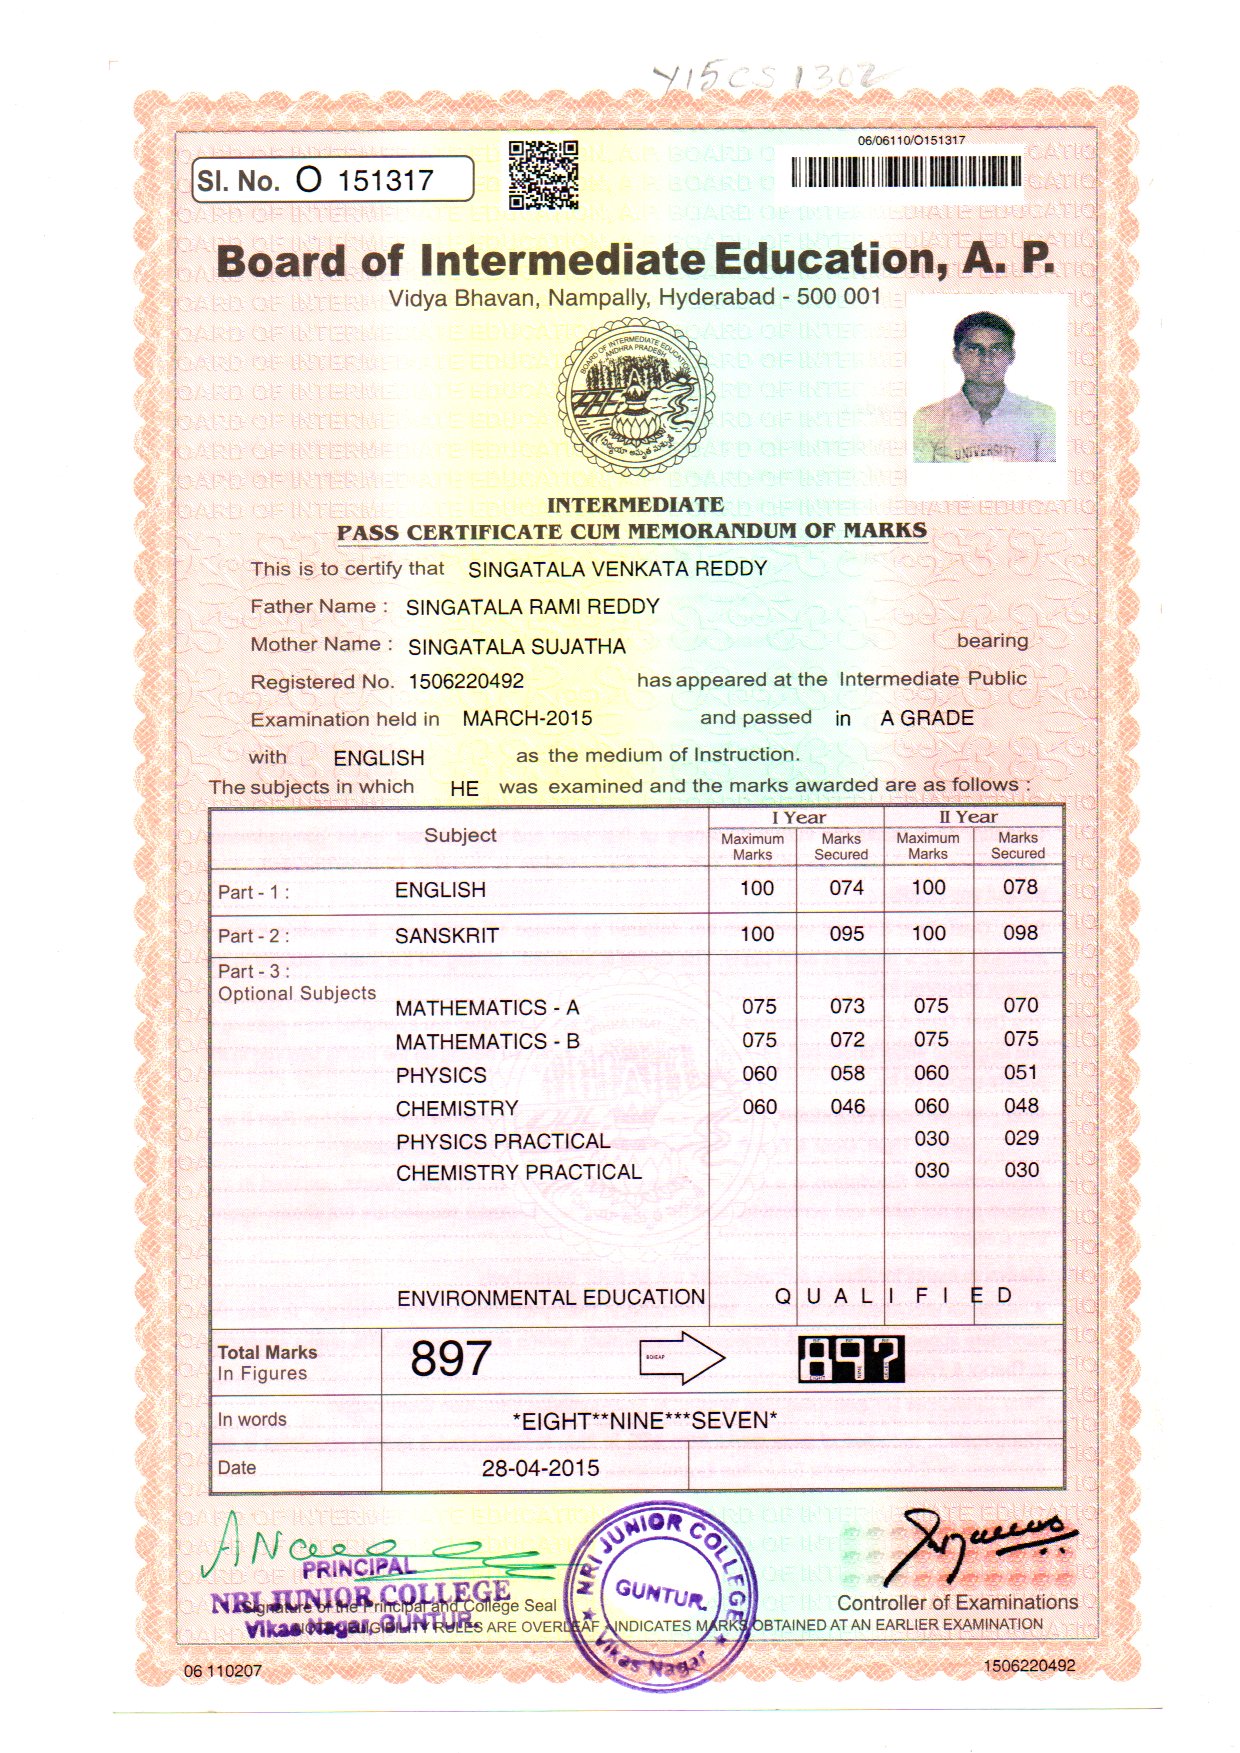 Y15CS1302
06/06110/O151317
Sl. No. O 151317
Board of Intermediate Education, A. P.
Vidya Bhavan, Nampally, Hyderabad - 500 001
BOARD OF INTERMEDIATE EDUCATION
ANDHRA PRADESH
UNIVERSITY
INTERMEDIATE
PASS CERTIFICATE CUM MEMORANDUM OF MARKS
This is to certify that SINGATALA VENKATA REDDY
Father Name : SINGATALA RAMI REDDY
Mother Name : SINGATALA SUJATHA bearing
Registered No. 1506220492 has appeared at the Intermediate Public
Examination held in MARCH-2015 and passed in A GRADE
with ENGLISH as the medium of Instruction.
The subjects in which HE was examined and the marks awarded are as follows :
Subject I Year II Year
Maximum Marks Marks Secured Maximum Marks Marks Secured
Part - 1 : ENGLISH 100 074 100 078
Part - 2 : SANSKRIT 100 095 100 098
Part - 3 :
Optional Subjects
MATHEMATICS - A 075 073 075 070
MATHEMATICS - B 075 072 075 075
PHYSICS 060 058 060 051
CHEMISTRY 060 046 060 048
PHYSICS PRACTICAL 030 029
CHEMISTRY PRACTICAL 030 030
ENVIRONMENTAL EDUCATION QUALIFIED
Total Marks
In Figures 897 BOIEAP 897
In words *EIGHT**NINE***SEVEN*
Date 28-04-2015
PRINCIPAL
NRI JUNIOR COLLEGE
Vikas Nagar, GUNTUR.
Signature of the Principal and College Seal
NRI JUNIOR COLLEGE
GUNTUR.
Vikas Nagar
Controller of Examinations
RULES ARE OVERLEAF INDICATES MARKS OBTAINED AT AN EARLIER EXAMINATION
06 110207 1506220492